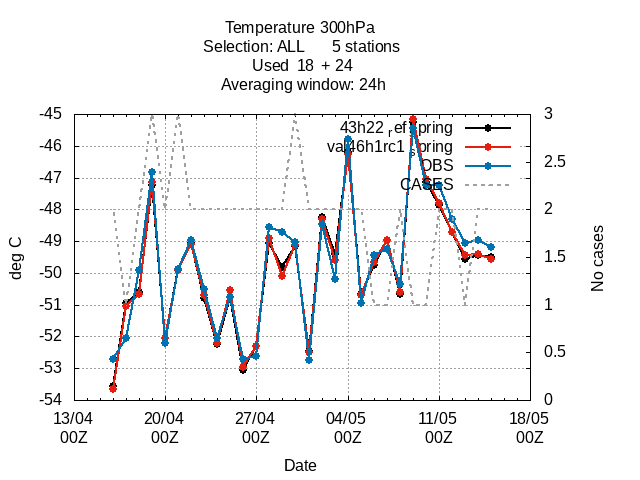 Temperature 300hPa
Selection: ALL 5 stations
Used 18 + 24
Averaging window: 24h
-45
-46
-47
-48
-49
-50
-51
-52
-53
-54
deg C
3
2.5
2
1.5
1
0.5
0
No cases
43h22_ref spring
OBS
CASES
13/04 20/04 27/04 04/05 11/05 18/05
00Z 00Z 00Z 00Z 00Z 00Z
Date